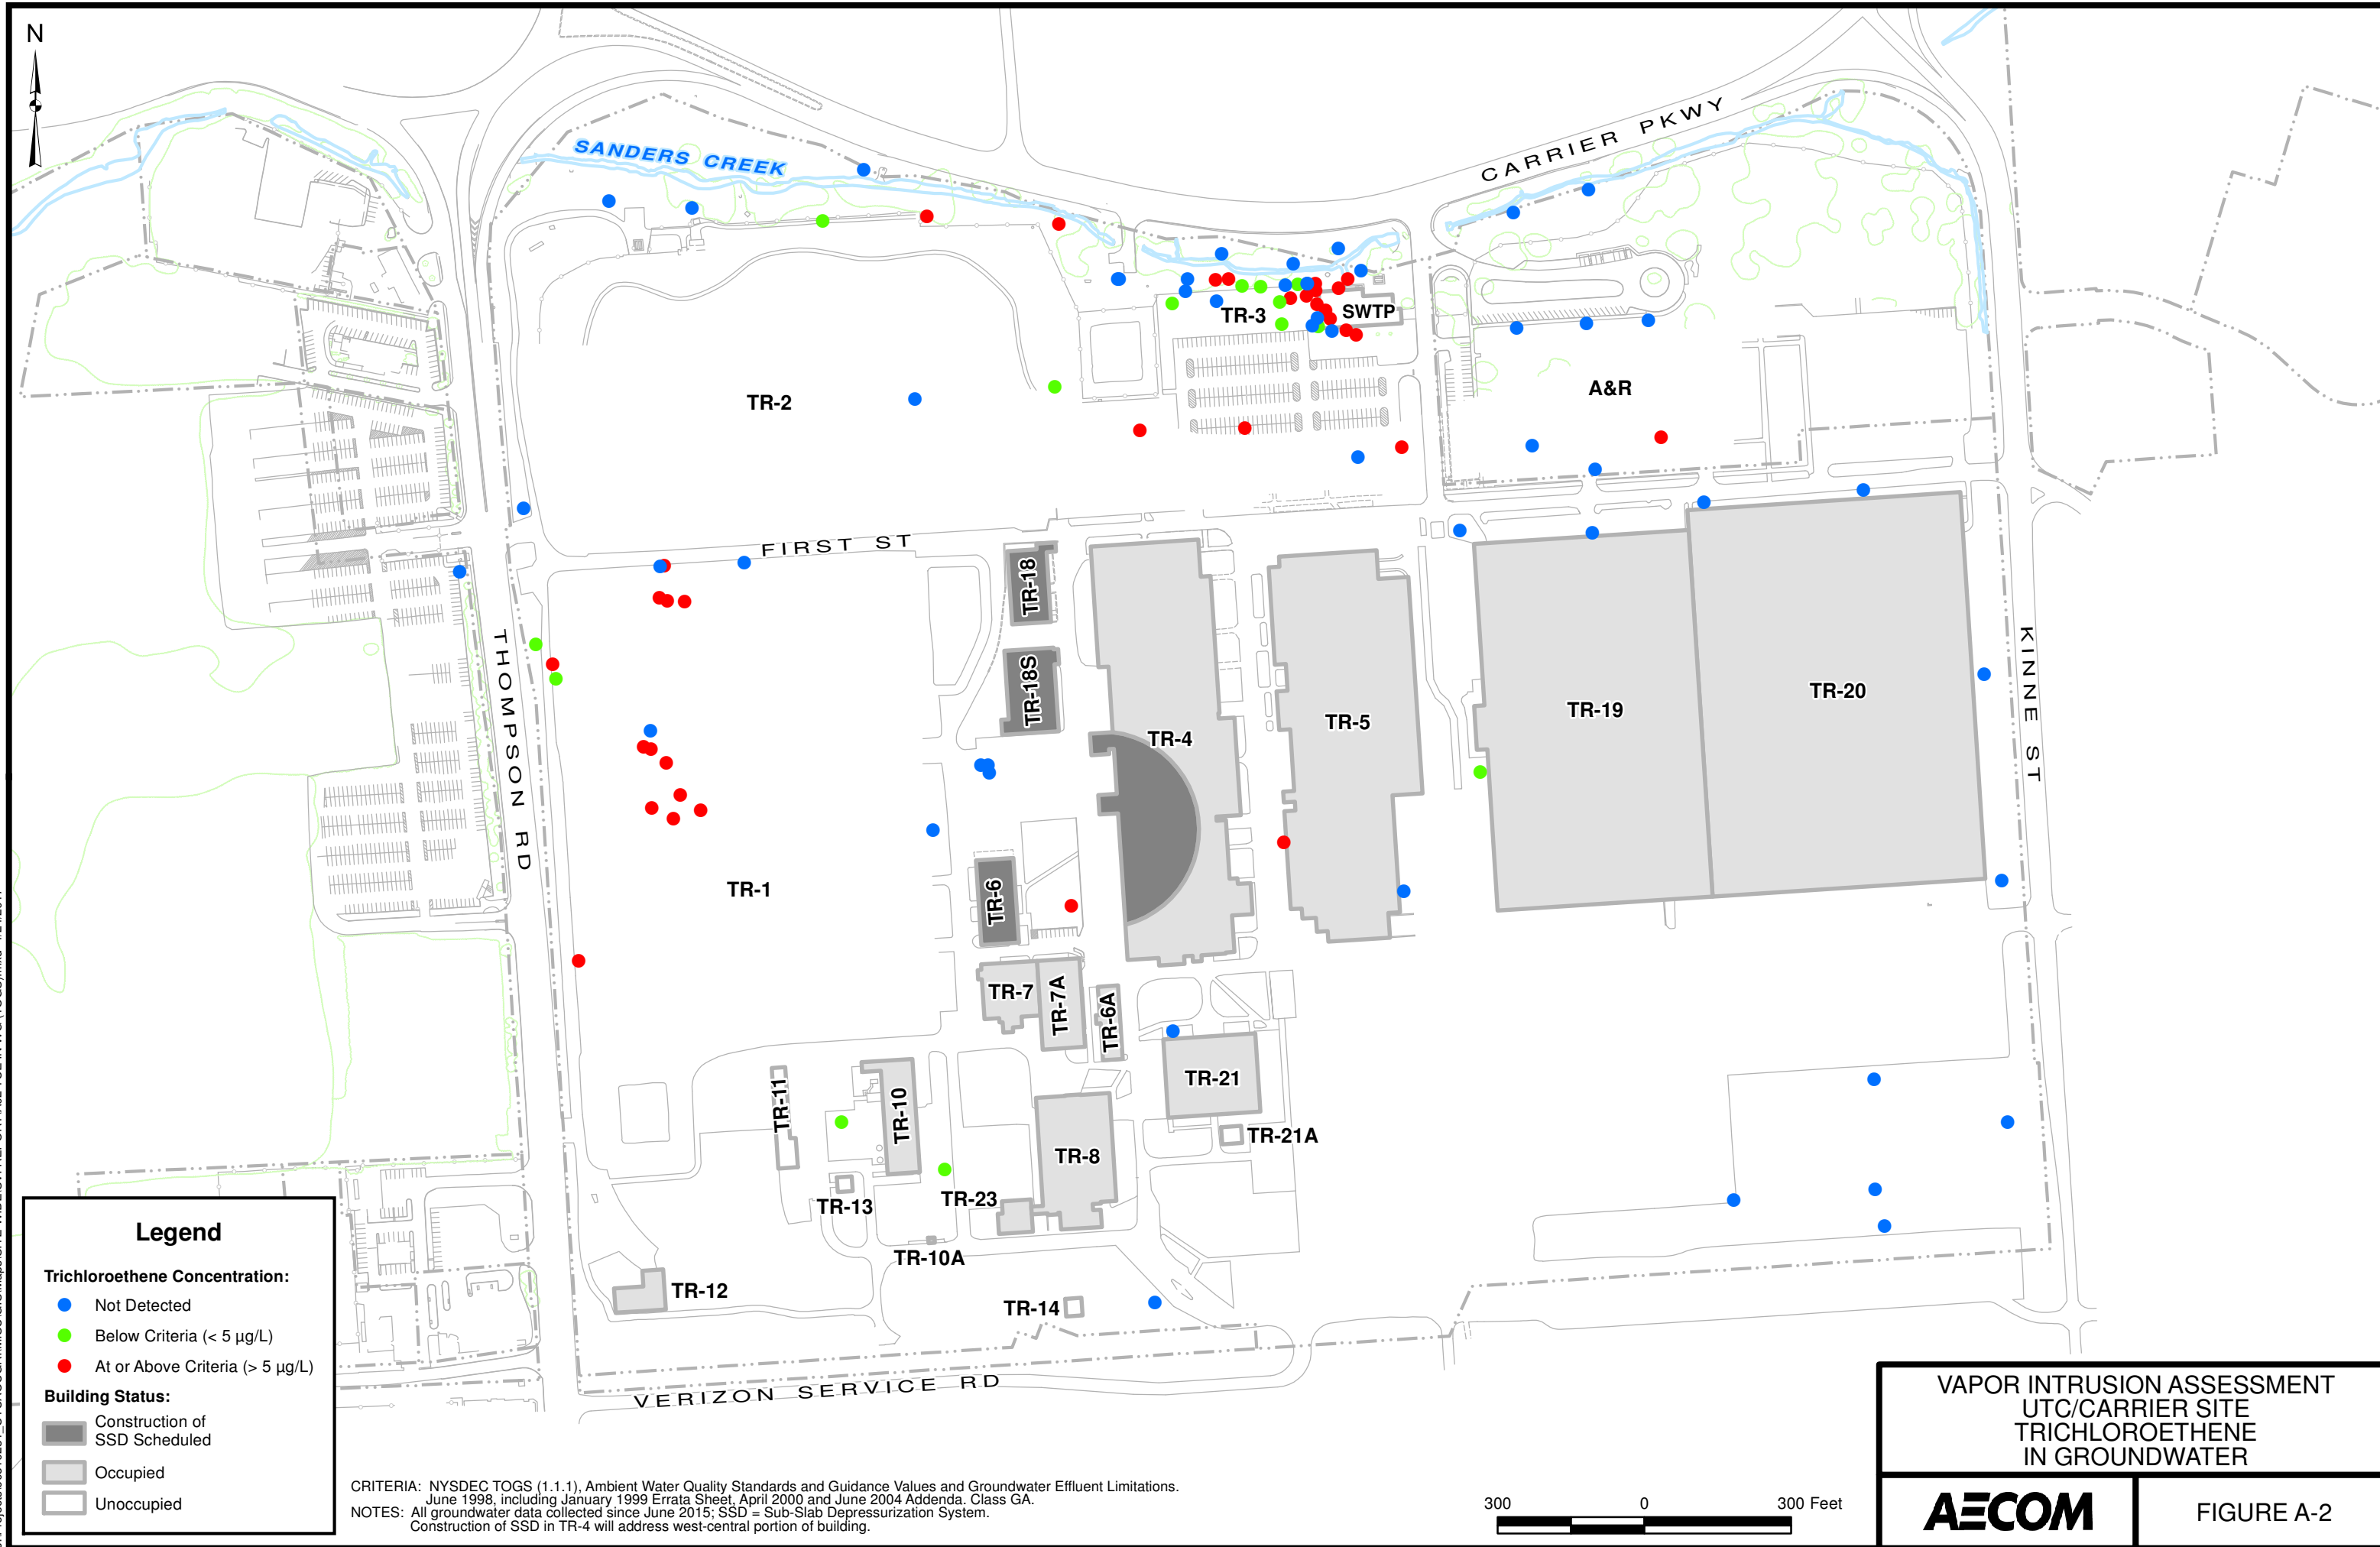 N
SANDERS CREEK
CARRIER PKWY
TR-3
SWTP
TR-2
A&R
FIRST ST
TR-18
THOMPSON RD
KINNE ST
TR-18S
TR-4
TR-5
TR-19
TR-20
TR-1
TR-6
TR-7
TR-7A
TR-6A
TR-21
TR-11
TR-10
TR-21A
TR-8
TR-13
TR-23
TR-10A
TR-12
TR-14
VERIZON SERVICE RD
Legend
Trichloroethene Concentration:
Not Detected
Below Criteria (< 5 µg/L)
At or Above Criteria (> 5 µg/L)
Building Status:
Construction of
SSD Scheduled
Occupied
Unoccupied
CRITERIA: NYSDEC TOGS (1.1.1), Ambient Water Quality Standards and Guidance Values and Groundwater Effluent Limitations.
June 1998, including January 1999 Errata Sheet, April 2000 and June 2004 Addenda. Class GA.
NOTES: All groundwater data collected since June 2015; SSD = Sub-Slab Depressurization System.
Construction of SSD in TR-4 will address west-central portion of building.
300 0 300 Feet
VAPOR INTRUSION ASSESSMENT
UTC/CARRIER SITE
TRICHLOROETHENE
IN GROUNDWATER
AECOM
FIGURE A-2